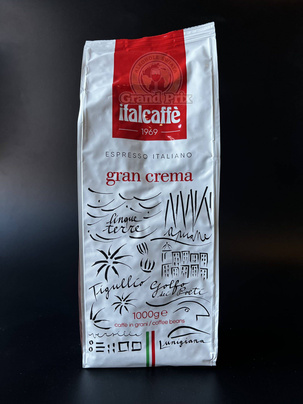 Grand Prix
italcaffè
1969
ESPRESSO ITALIANO
gran crema
cinque
terre
Tigullio
Golfo
dei Poeti
1000g e
caffè in grani / coffee beans
versilia
Lunigiana